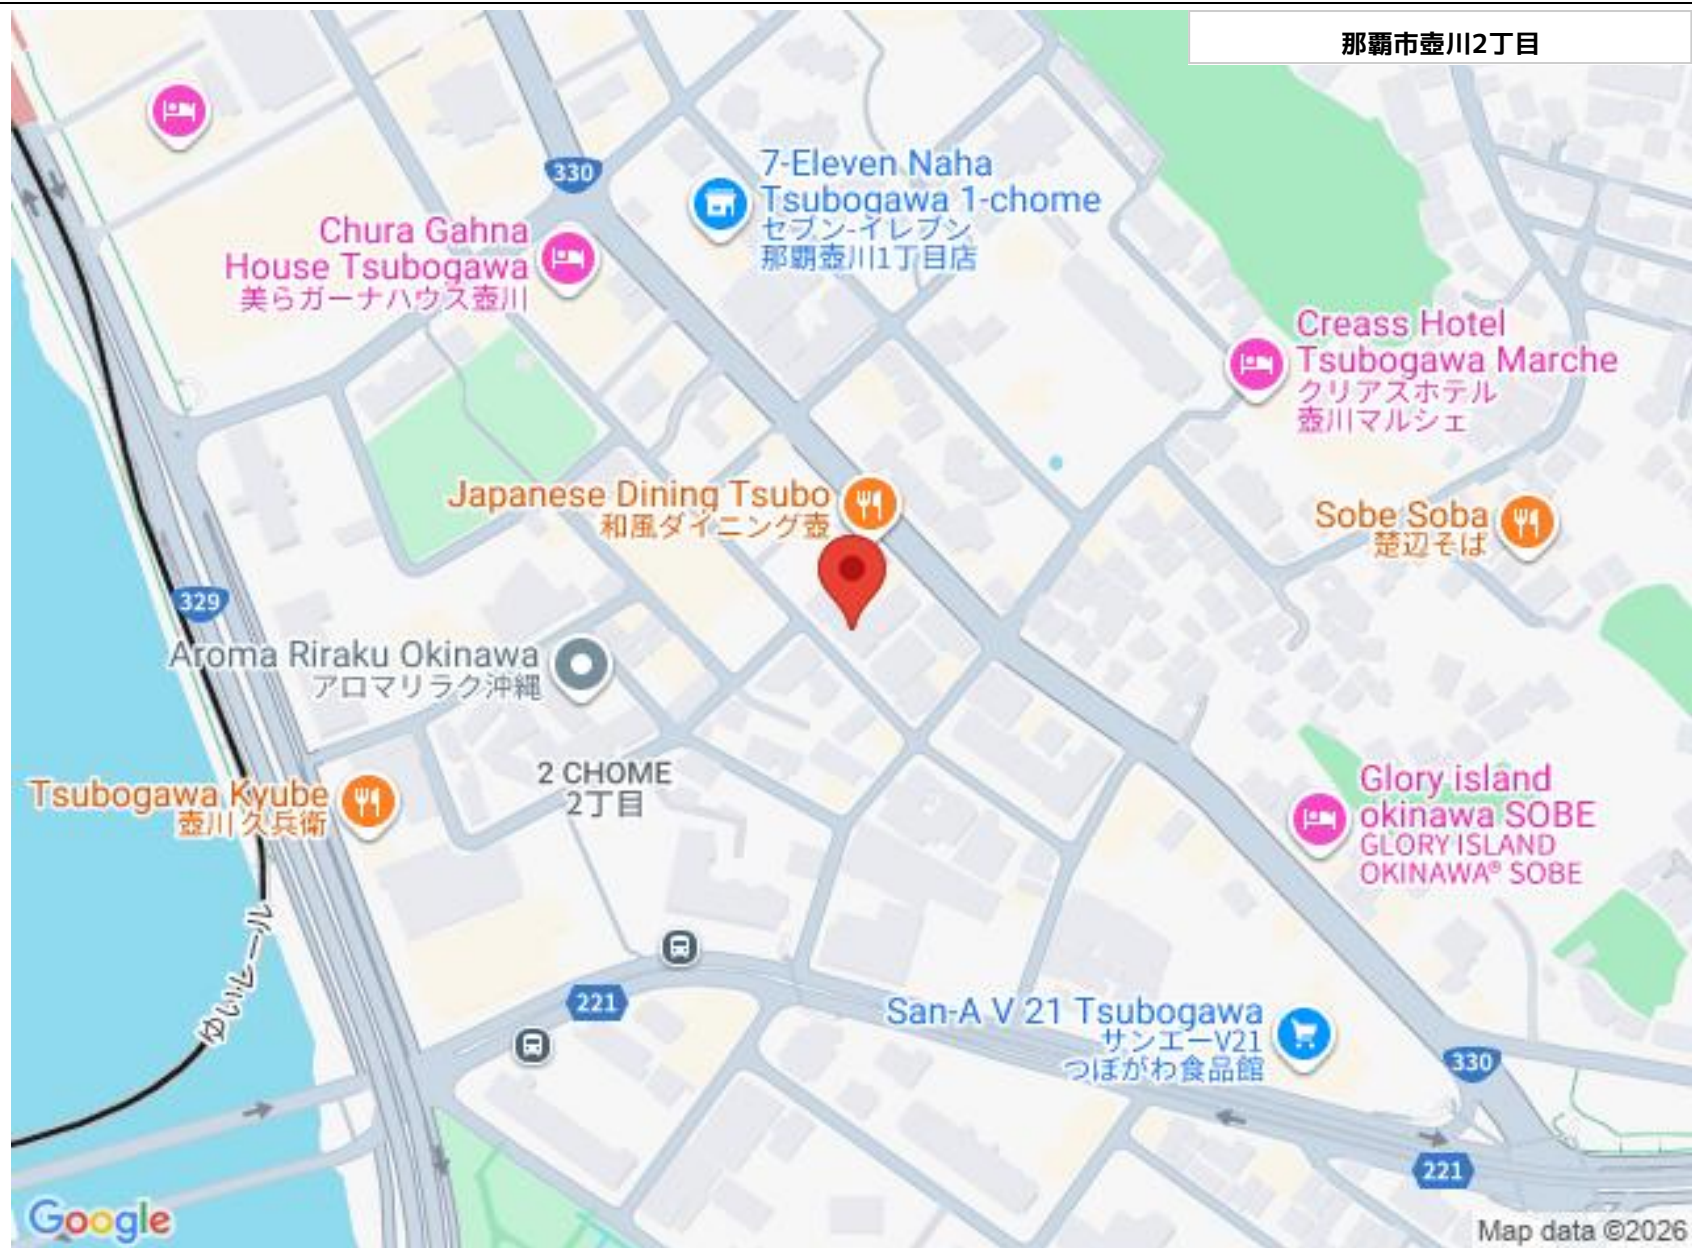 那覇市壺川2丁目
330
7-Eleven Naha
Tsubogawa 1-chome
セブン-イレブン
那覇壺川1丁目店
Chura Gahna
House Tsubogawa
美らガーナハウス壺川
Creass Hotel
Tsubogawa Marche
クリアスホテル
壺川マルシェ
Japanese Dining Tsubo
和風ダイニング壺
Sobe Soba
楚辺そば
329
Aroma Riraku Okinawa
アロマリラク沖縄
2 CHOME
2丁目
Tsubogawa Kyube
壺川 久兵衛
Glory island
okinawa SOBE
GLORY ISLAND
OKINAWA® SOBE
ゆいレール
221
San-A V 21 Tsubogawa
サンエーV21
つぼがわ食品館
330
221
Google
Map data ©2026